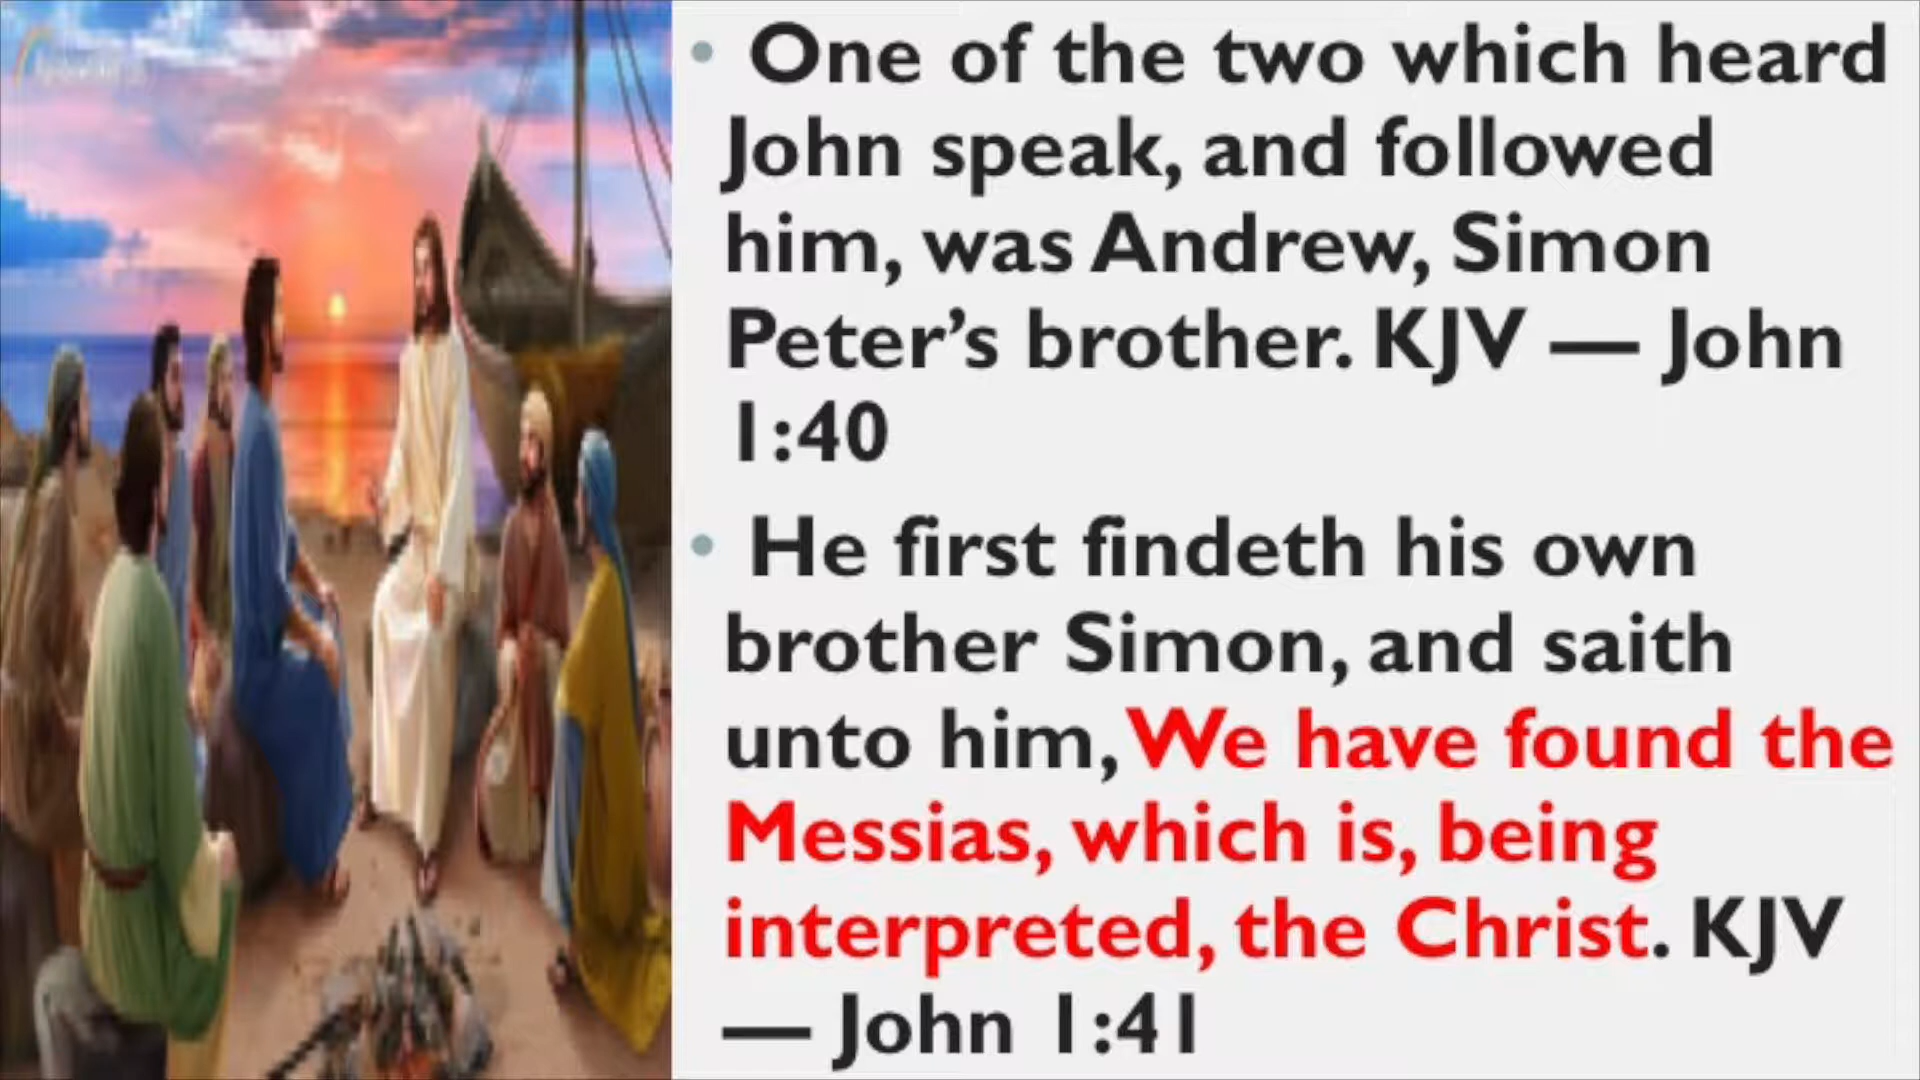 • One of the two which heard
John speak, and followed
him, was Andrew, Simon
Peter’s brother. KJV — John
1:40
• He first findeth his own
brother Simon, and saith
unto him, We have found the
Messias, which is, being
interpreted, the Christ. KJV
— John 1:41